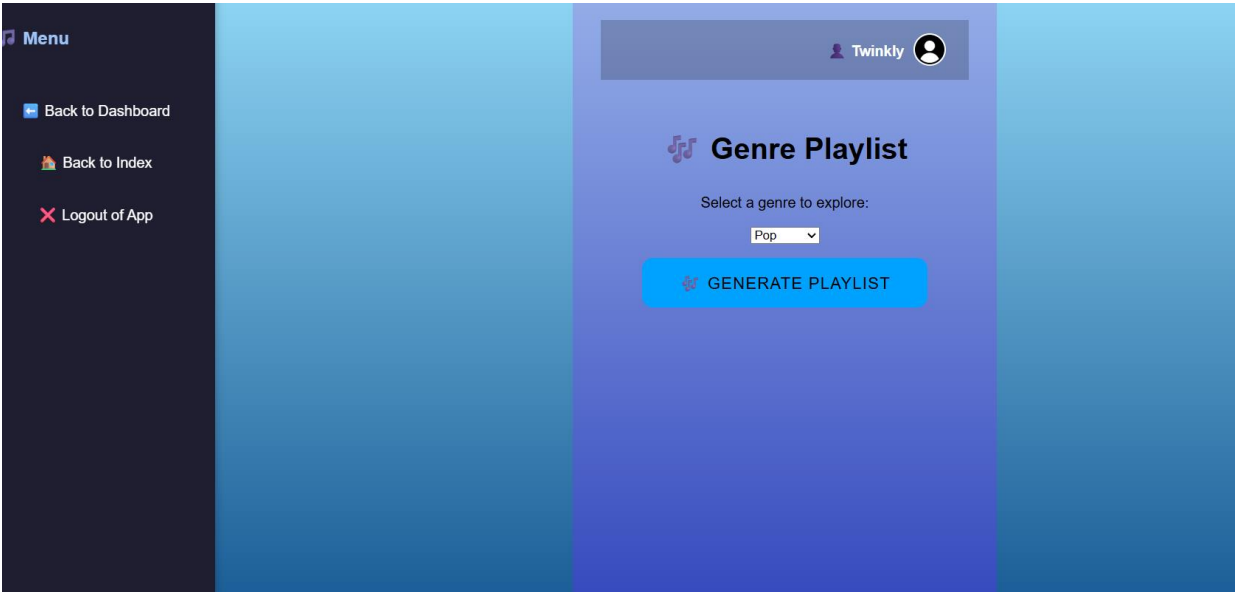 Menu
Back to Dashboard
Back to Index
Logout of App
Twinkly
Genre Playlist
Select a genre to explore:
Pop
GENERATE PLAYLIST